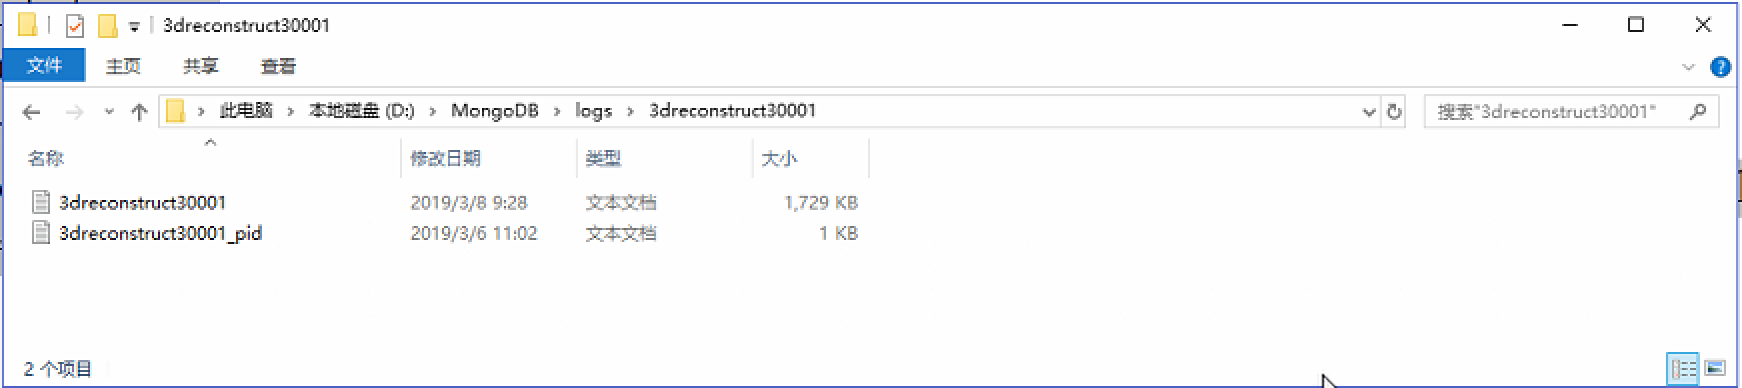 3dreconstruct30001
文件 主页 共享 查看
此电脑 › 本地磁盘 (D:) › MongoDB › logs › 3dreconstruct30001 搜索"3dreconstruct30001"
名称 修改日期 类型 大小
3dreconstruct30001 2019/3/8 9:28 文本文档 1,729 KB
3dreconstruct30001_pid 2019/3/6 11:02 文本文档 1 KB
2 个项目